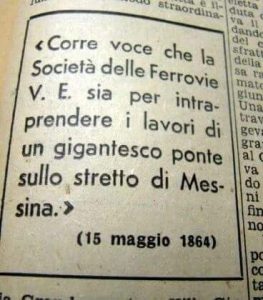 «Corre voce che la
Società delle Ferrovie
V. E. sia per intra-
prendere i lavori di
un gigantesco ponte
sullo stretto di Mes-
sina.»
(15 maggio 1864)